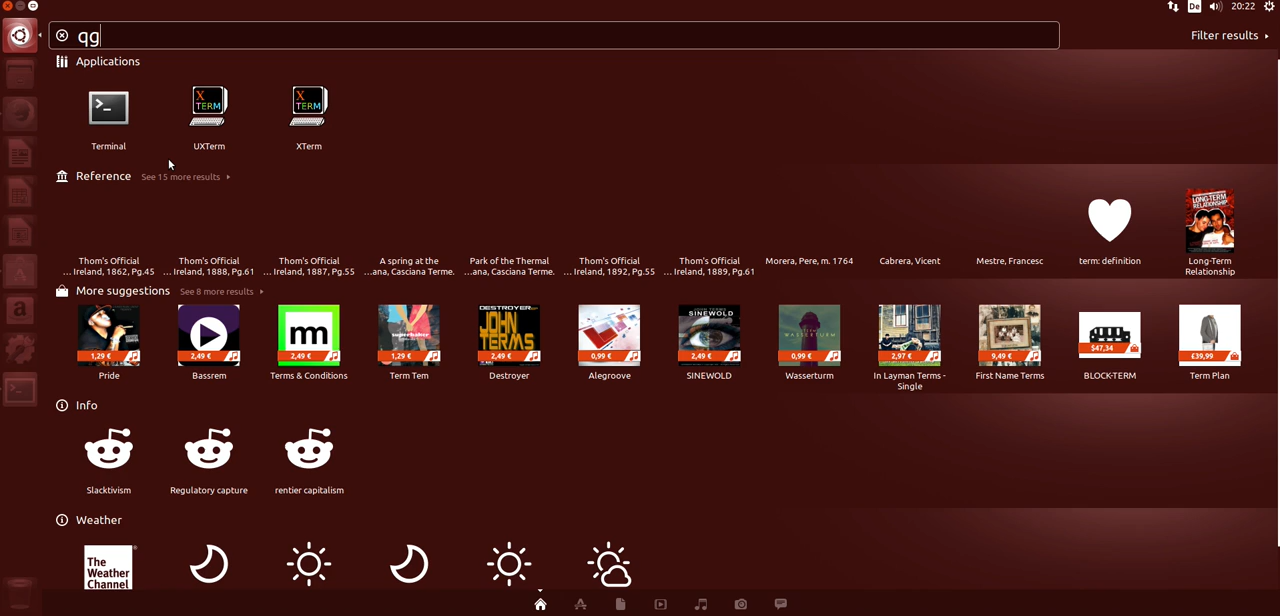 De
20:22
qg
Filter results
Applications
Terminal
UXTerm
XTerm
Reference See 15 more results
Thom's Official
... Ireland, 1862, Pg.45
Thom's Official
... Ireland, 1888, Pg.61
Thom's Official
... Ireland, 1887, Pg.55
A spring at the
...ana, Casciana Terme.
Park of the Thermal
...ana, Casciana Terme.
Thom's Official
... Ireland, 1892, Pg.55
Thom's Official
... Ireland, 1889, Pg.61
Morera, Pere, m. 1764
Cabrera, Vicent
Mestre, Francesc
term: definition
LONG-TERM
RELATIONSHIP
Long-Term
Relationship
More suggestions See 8 more results
1,29 €
Pride
2,49 €
Bassrem
m
2,49 €
Terms & Conditions
1,29 €
Term Tem
DESTROYER
JOHN
TERMS
2,49 €
Destroyer
0,99 €
Alegroove
SINEWOLD
2,49 €
SINEWOLD
WASSERTURM
0,99 €
Wasserturm
2,97 €
In Layman Terms -
Single
9,49 €
First Name Terms
$47,34
BLOCK-TERM
£39,99
Term Plan
Info
Slacktivism
Regulatory capture
rentier capitalism
Weather
The
Weather
Channel
X
TERM
X
TERM
a